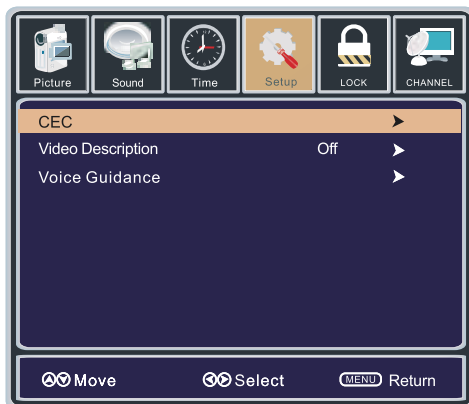 Picture Sound Time Setup LOCK CHANNEL
CEC
Video Description Off
Voice Guidance
Move Select MENU Return